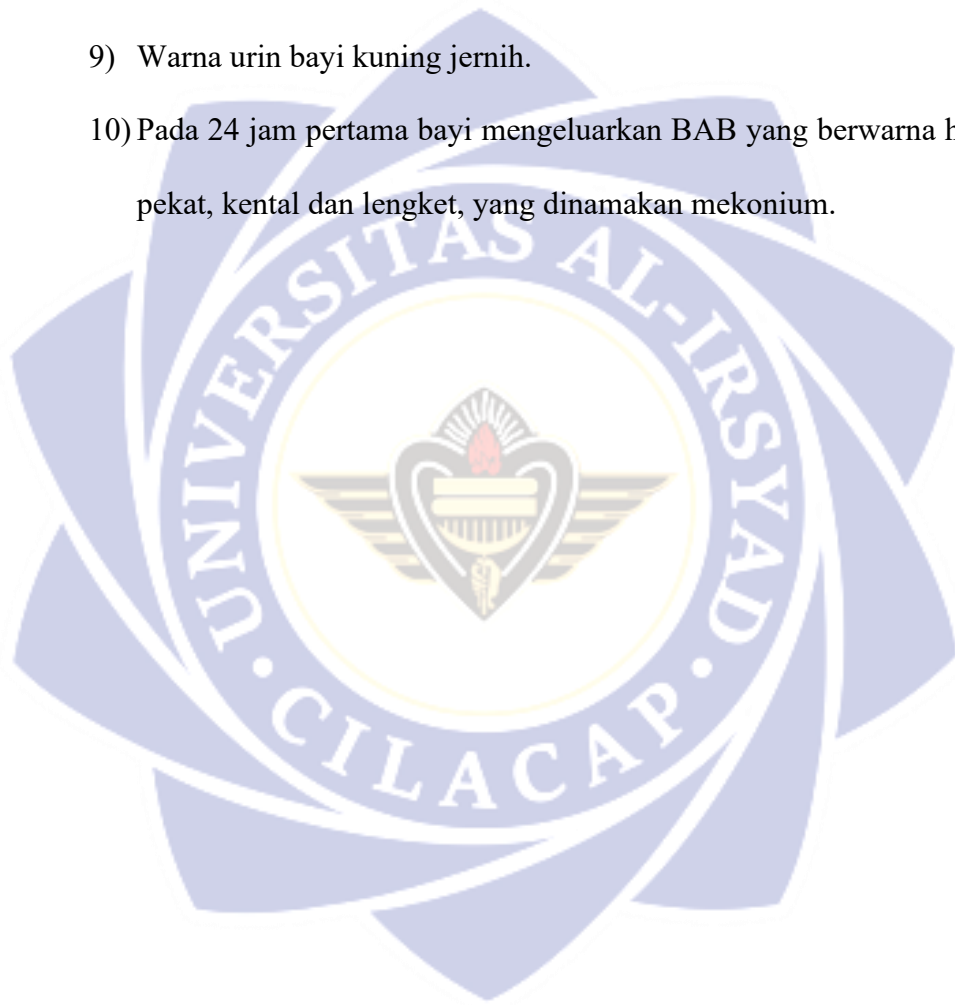 9) Warna urin bayi kuning jernih.
10) Pada 24 jam pertama bayi mengeluarkan BAB yang berwarna
pekat, kental dan lengket, yang dinamakan mekonium.
UNIVERSITAS AL-IRSYAD
• CILACAP •